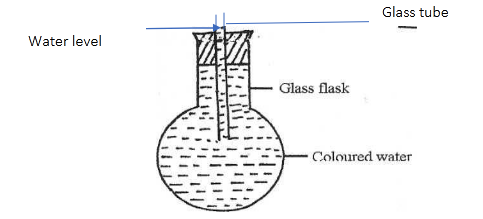 Glass tube
Water level
Glass flask
Coloured water